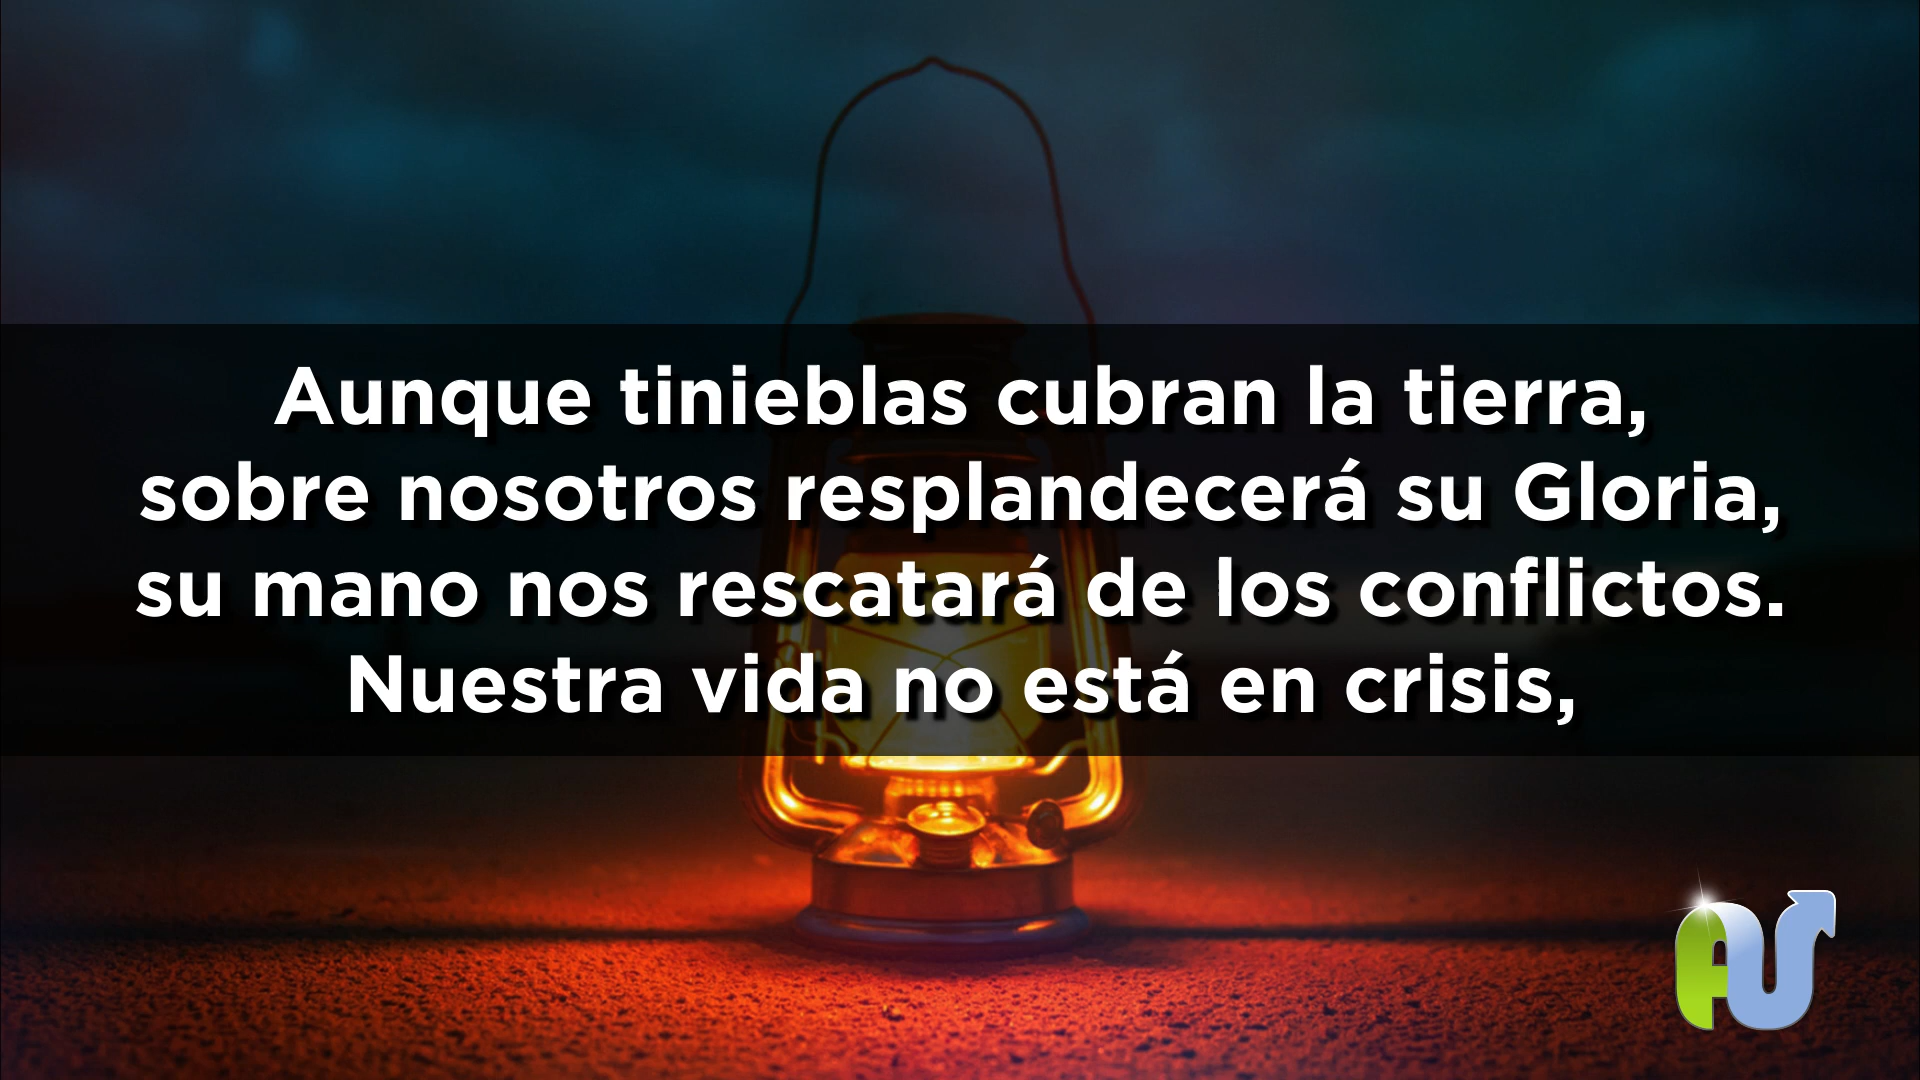 Aunque tinieblas cubran la tierra,
sobre nosotros resplandecerá su Gloria,
su mano nos rescatará de los conflictos.
Nuestra vida no está en crisis,